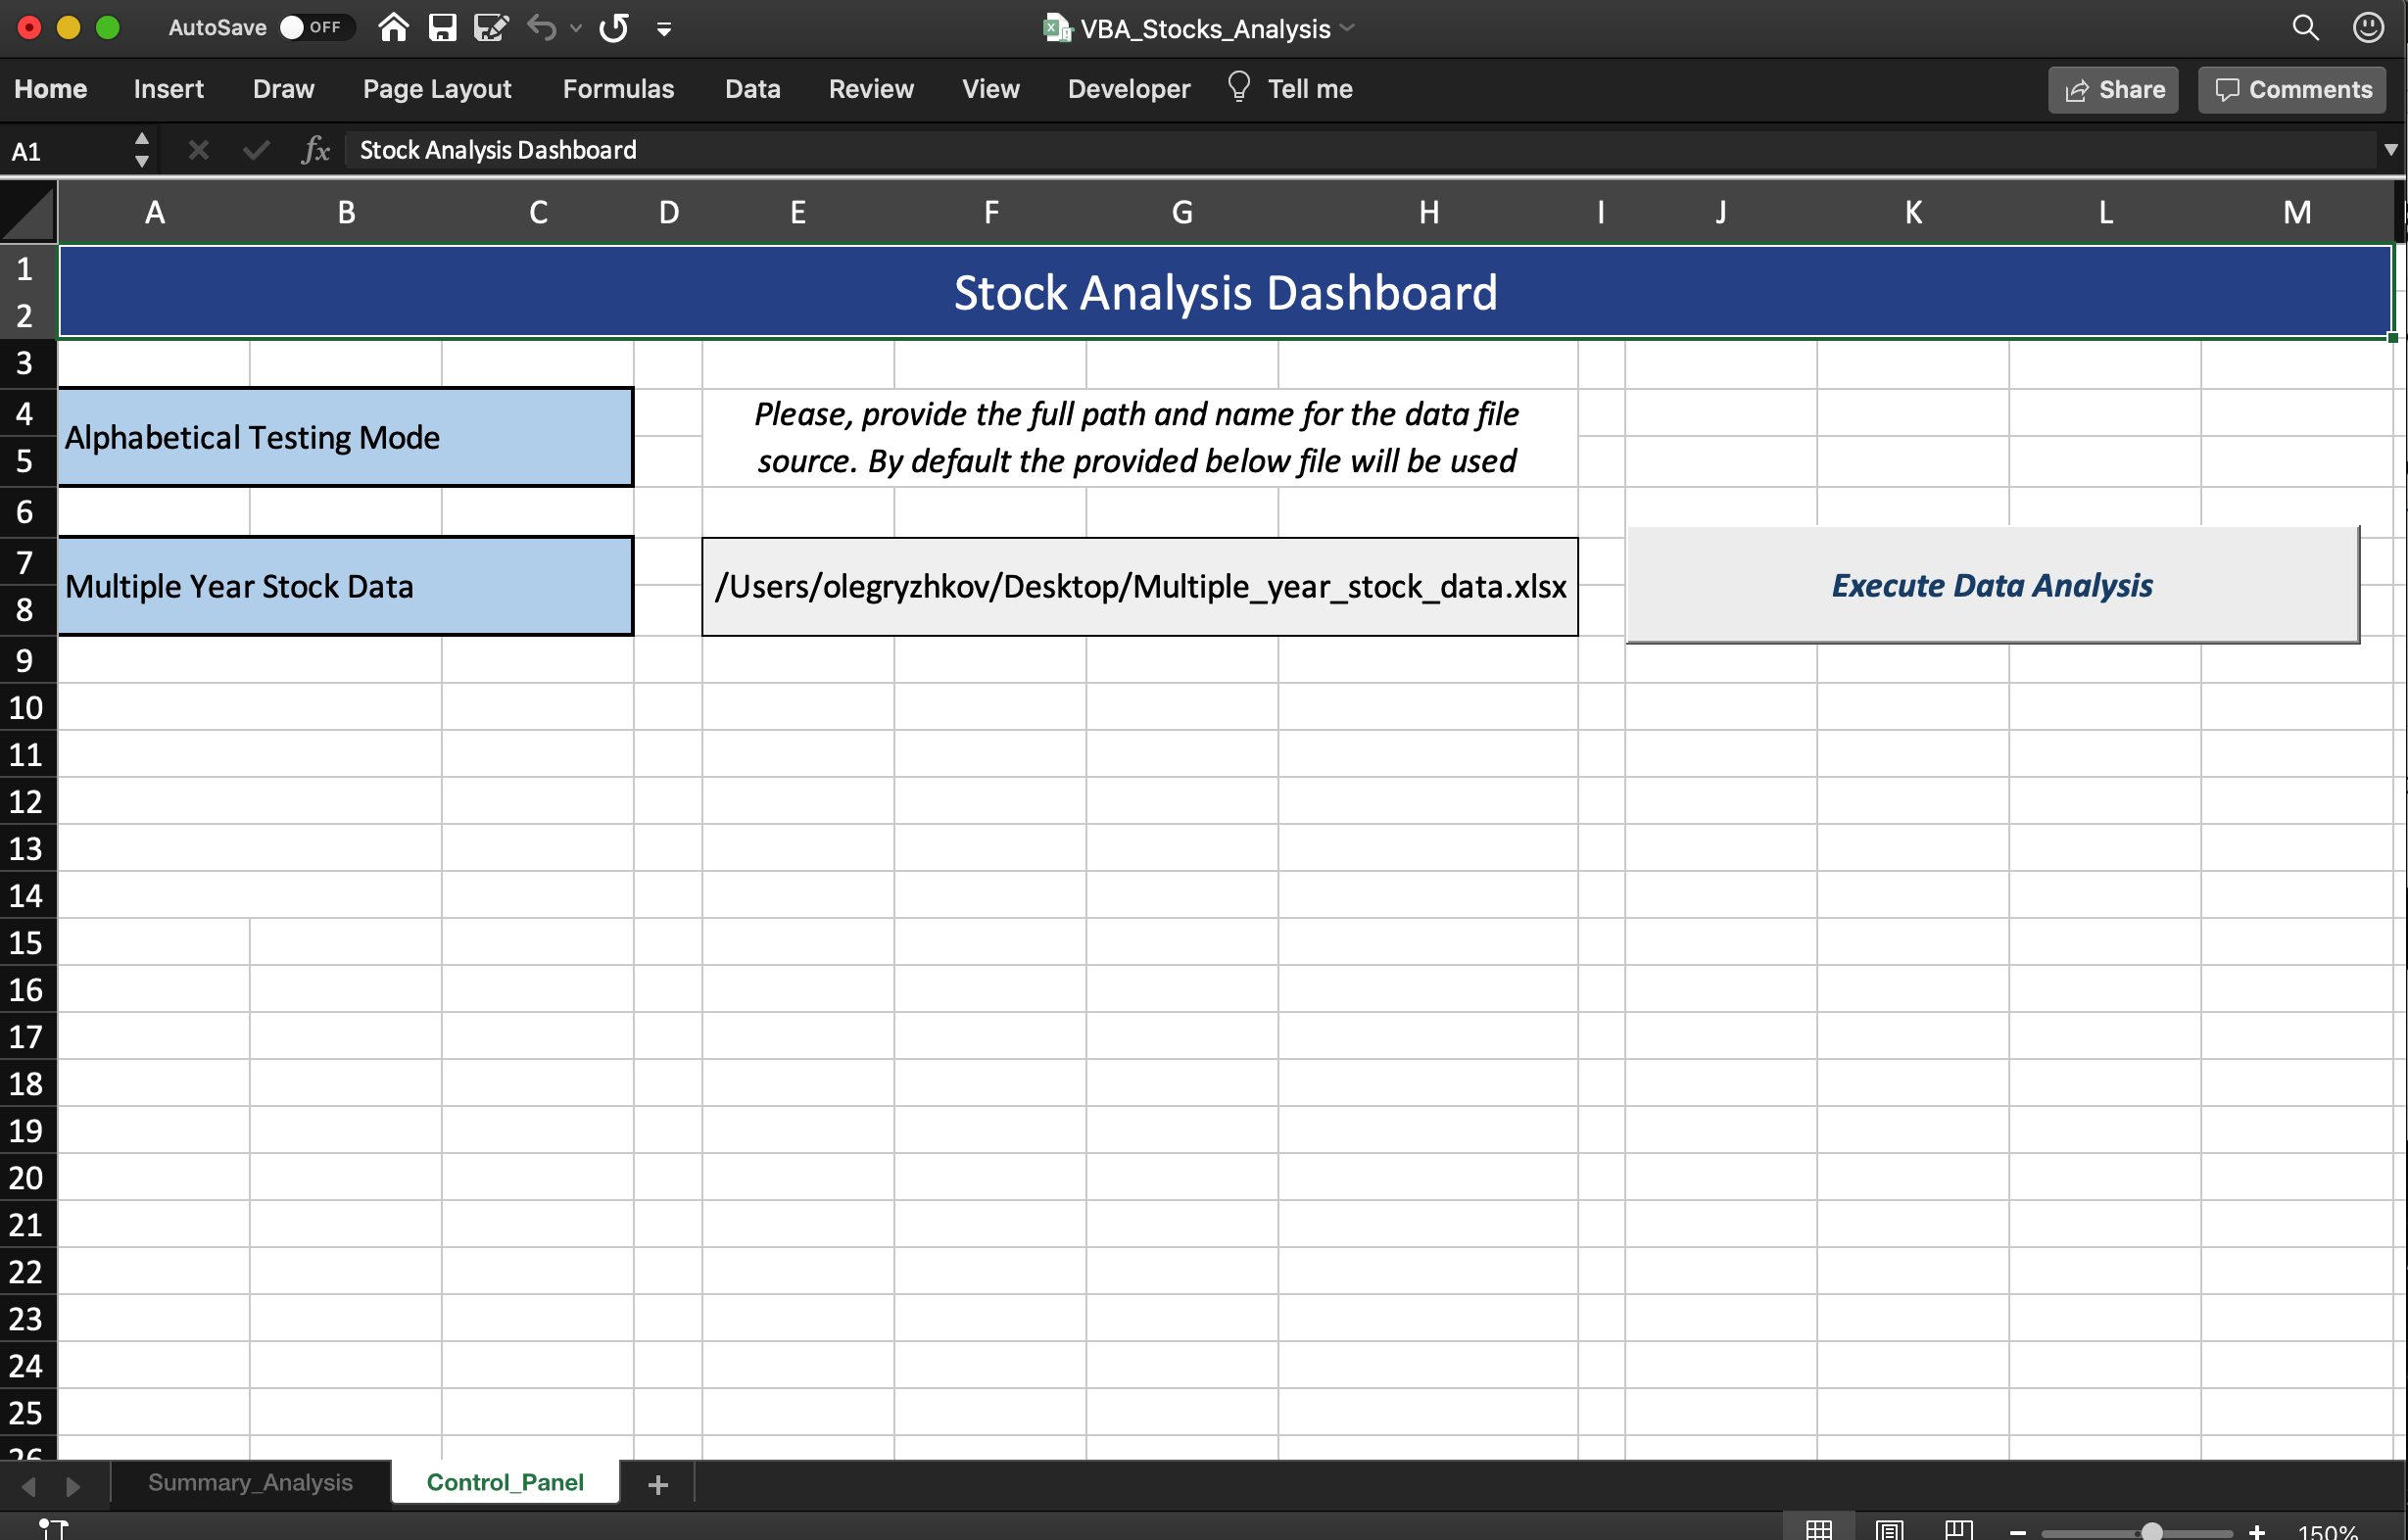 AutoSave OFF VBA_Stocks_Analysis
Home Insert Draw Page Layout Formulas Data Review View Developer Tell me Share Comments
A1 fx Stock Analysis Dashboard
A B C D E F G H I J K L M
1
Stock Analysis Dashboard
2
3
4 Please, provide the full path and name for the data file
Alphabetical Testing Mode
5 source. By default the provided below file will be used
6
7
Multiple Year Stock Data /Users/olegryzhkov/Desktop/Multiple_year_stock_data.xlsx Execute Data Analysis
8
9
10
11
12
13
14
15
16
17
18
19
20
21
22
23
24
25
26
Summary_Analysis Control_Panel +
150%